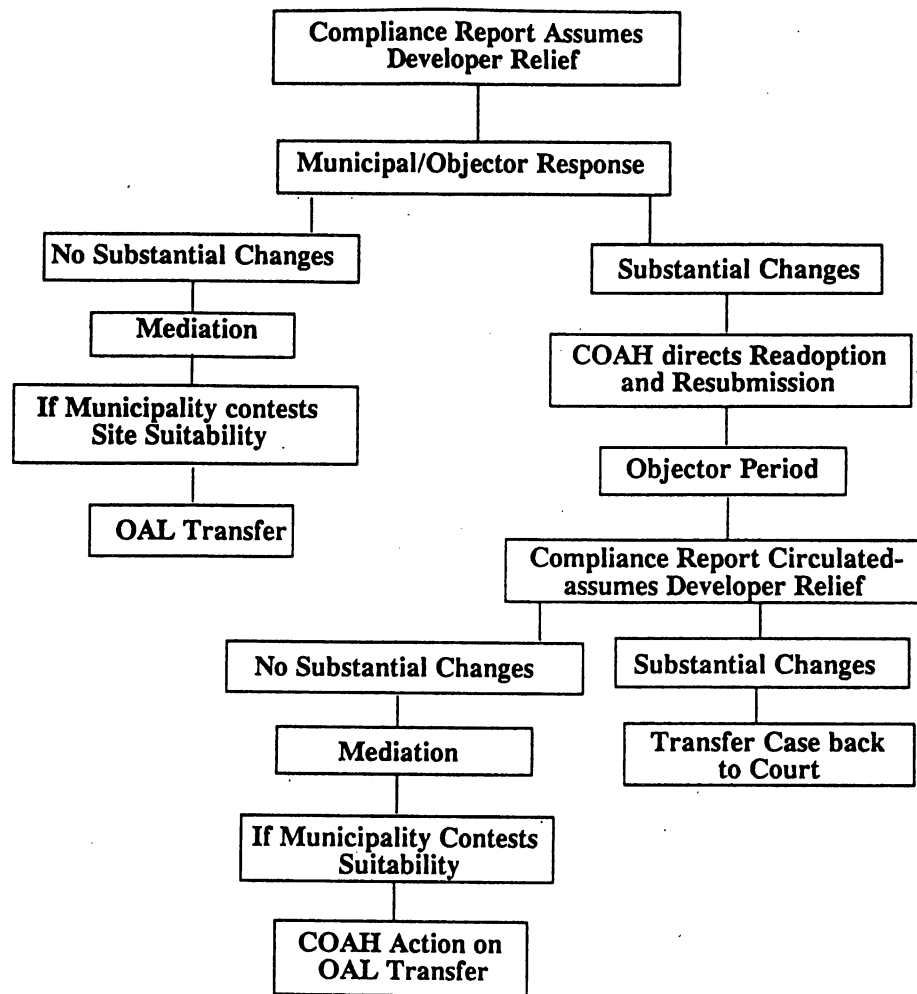 Compliance Report Assumes
Developer Relief
Municipal/Objector Response
No Substantial Changes
Mediation
If Municipality contests
Site Suitability
OAL Transfer
Substantial Changes
COAH directs Readoption
and Resubmission
Objector Period
Compliance Report Circulated-
assumes Developer Relief
No Substantial Changes
Mediation
If Municipality Contests
Suitability
COAH Action on
OAL Transfer
Substantial Changes
Transfer Case back
to Court